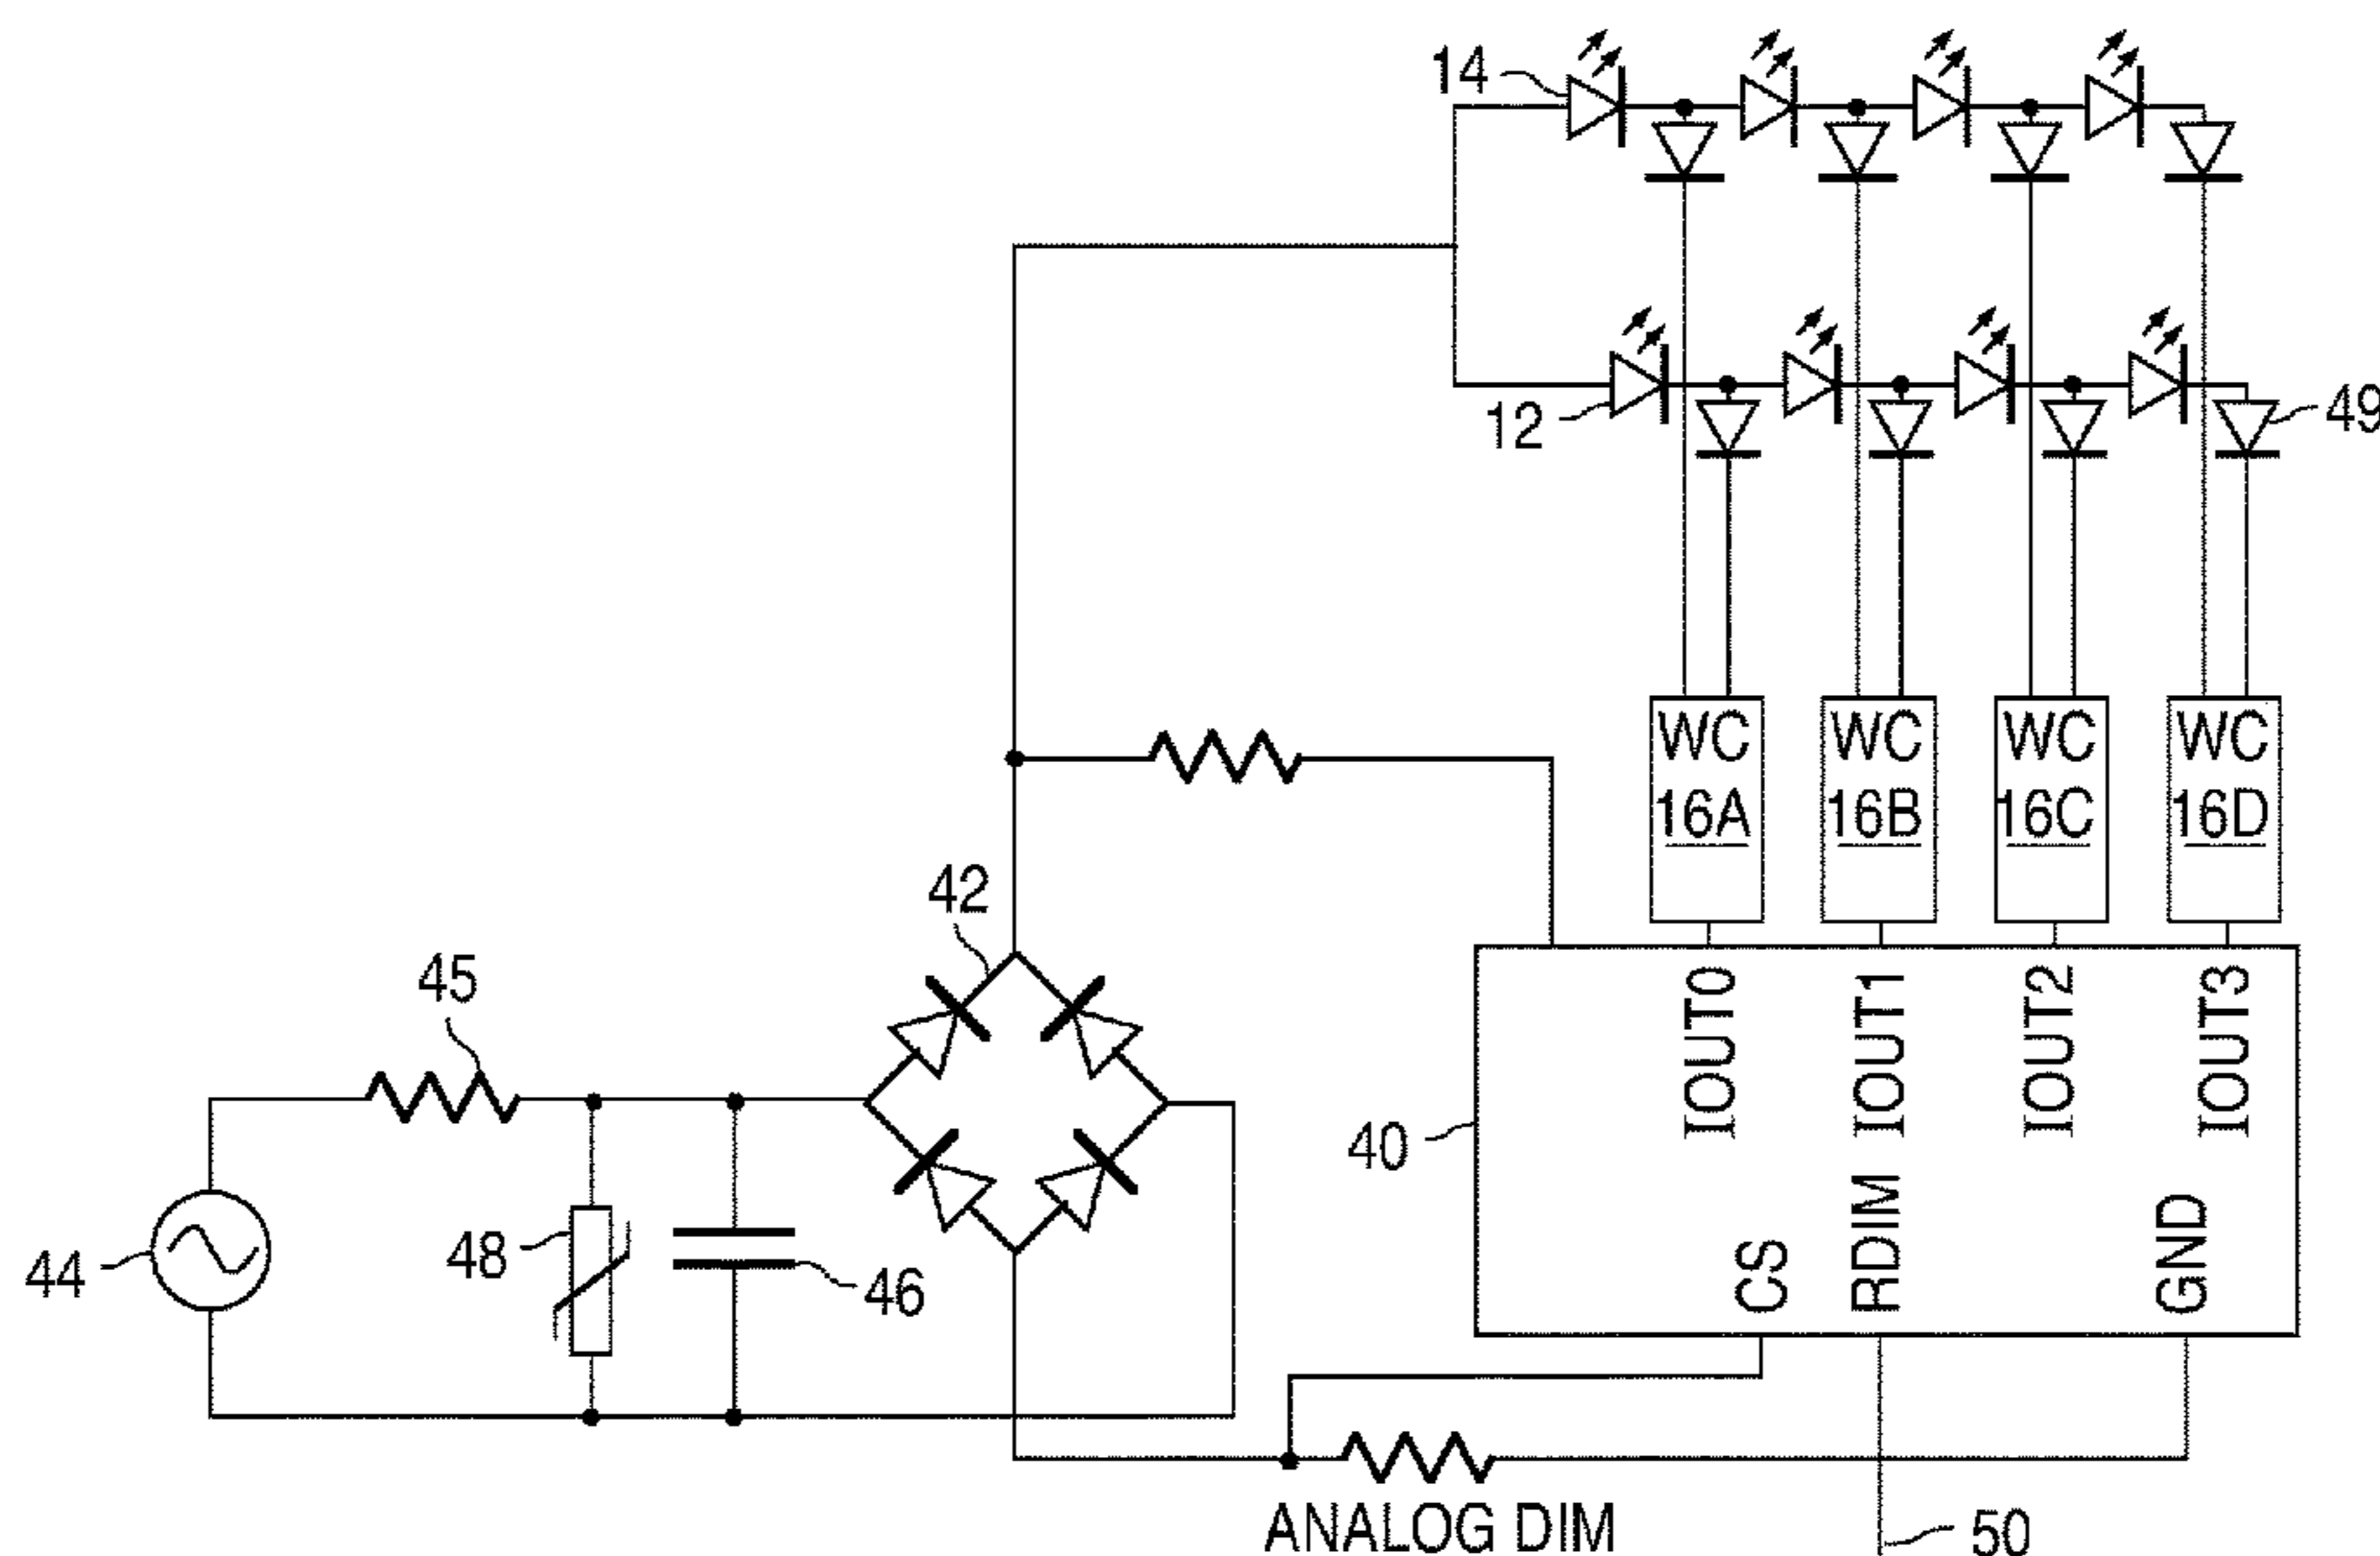 14
12
49
WC
16A
WC
16B
WC
16C
WC
16D
42
45
IOUT0
IOUT1
IOUT2
IOUT3
40
48
44
46
CS
RDIM
GND
ANALOG DIM
50